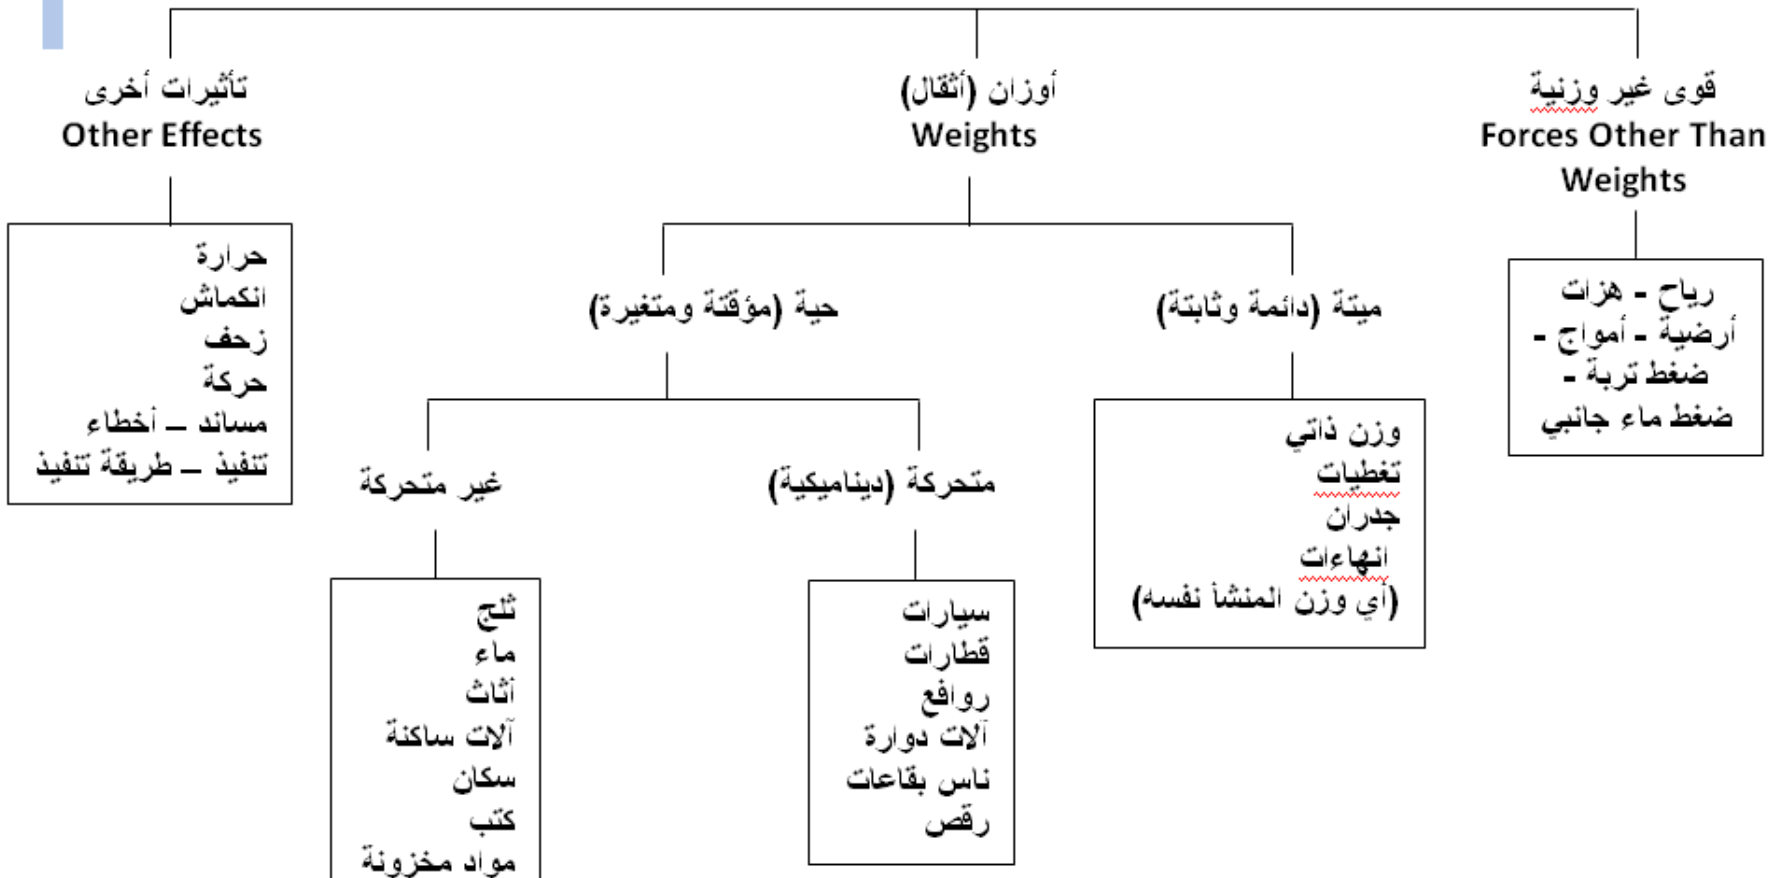 قوى غير وزنية
Forces Other Than
Weights
رياح - هزات
أرضية - أمواج -
ضغط تربة -
ضغط ماء جانبي
أوزان (أثقال)
Weights
ميتة (دائمة وثابتة)
وزن ذاتي
تغطيات
جدران
انهاءات
(أي وزن المنشأ نفسه)
حية (مؤقتة ومتغيرة)
متحركة (ديناميكية)
سيارات
قطارات
روافع
آلات دوارة
ناس بقاعات
رقص
غير متحركة
ثلج
ماء
أثاث
آلات ساكنة
سكان
كتب
مواد مخزونة
تأثيرات أخرى
Other Effects
حرارة
انكماش
زحف
حركة
مساند – أخطاء
تنفيذ – طريقة تنفيذ